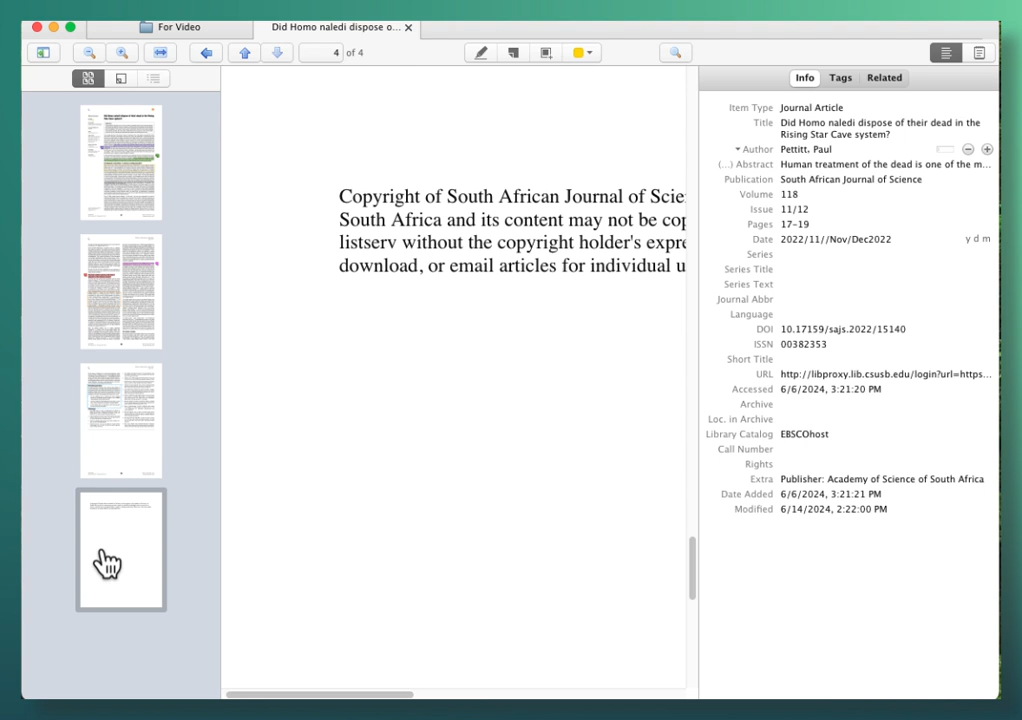 For Video
Did Homo naledi dispose o...
4 of 4
Info
Tags
Related
Copyright of South African Journal of Scie
South Africa and its content may not be cop
listserv without the copyright holder's expre
download, or email articles for individual u
Item Type Journal Article
Title Did Homo naledi dispose of their dead in the
Rising Star Cave system?
Author Pettitt, Paul
(...) Abstract Human treatment of the dead is one of the m...
Publication South African Journal of Science
Volume 118
Issue 11/12
Pages 17-19
Date 2022/11//Nov/Dec2022 y d m
Series
Series Title
Series Text
Journal Abbr
Language
DOI 10.17159/sajs.2022/15140
ISSN 00382353
Short Title
URL http://libproxy.lib.csusb.edu/login?url=https...
Accessed 6/6/2024, 3:21:20 PM
Archive
Loc. in Archive
Library Catalog EBSCOhost
Call Number
Rights
Extra Publisher: Academy of Science of South Africa
Date Added 6/6/2024, 3:21:21 PM
Modified 6/14/2024, 2:22:00 PM